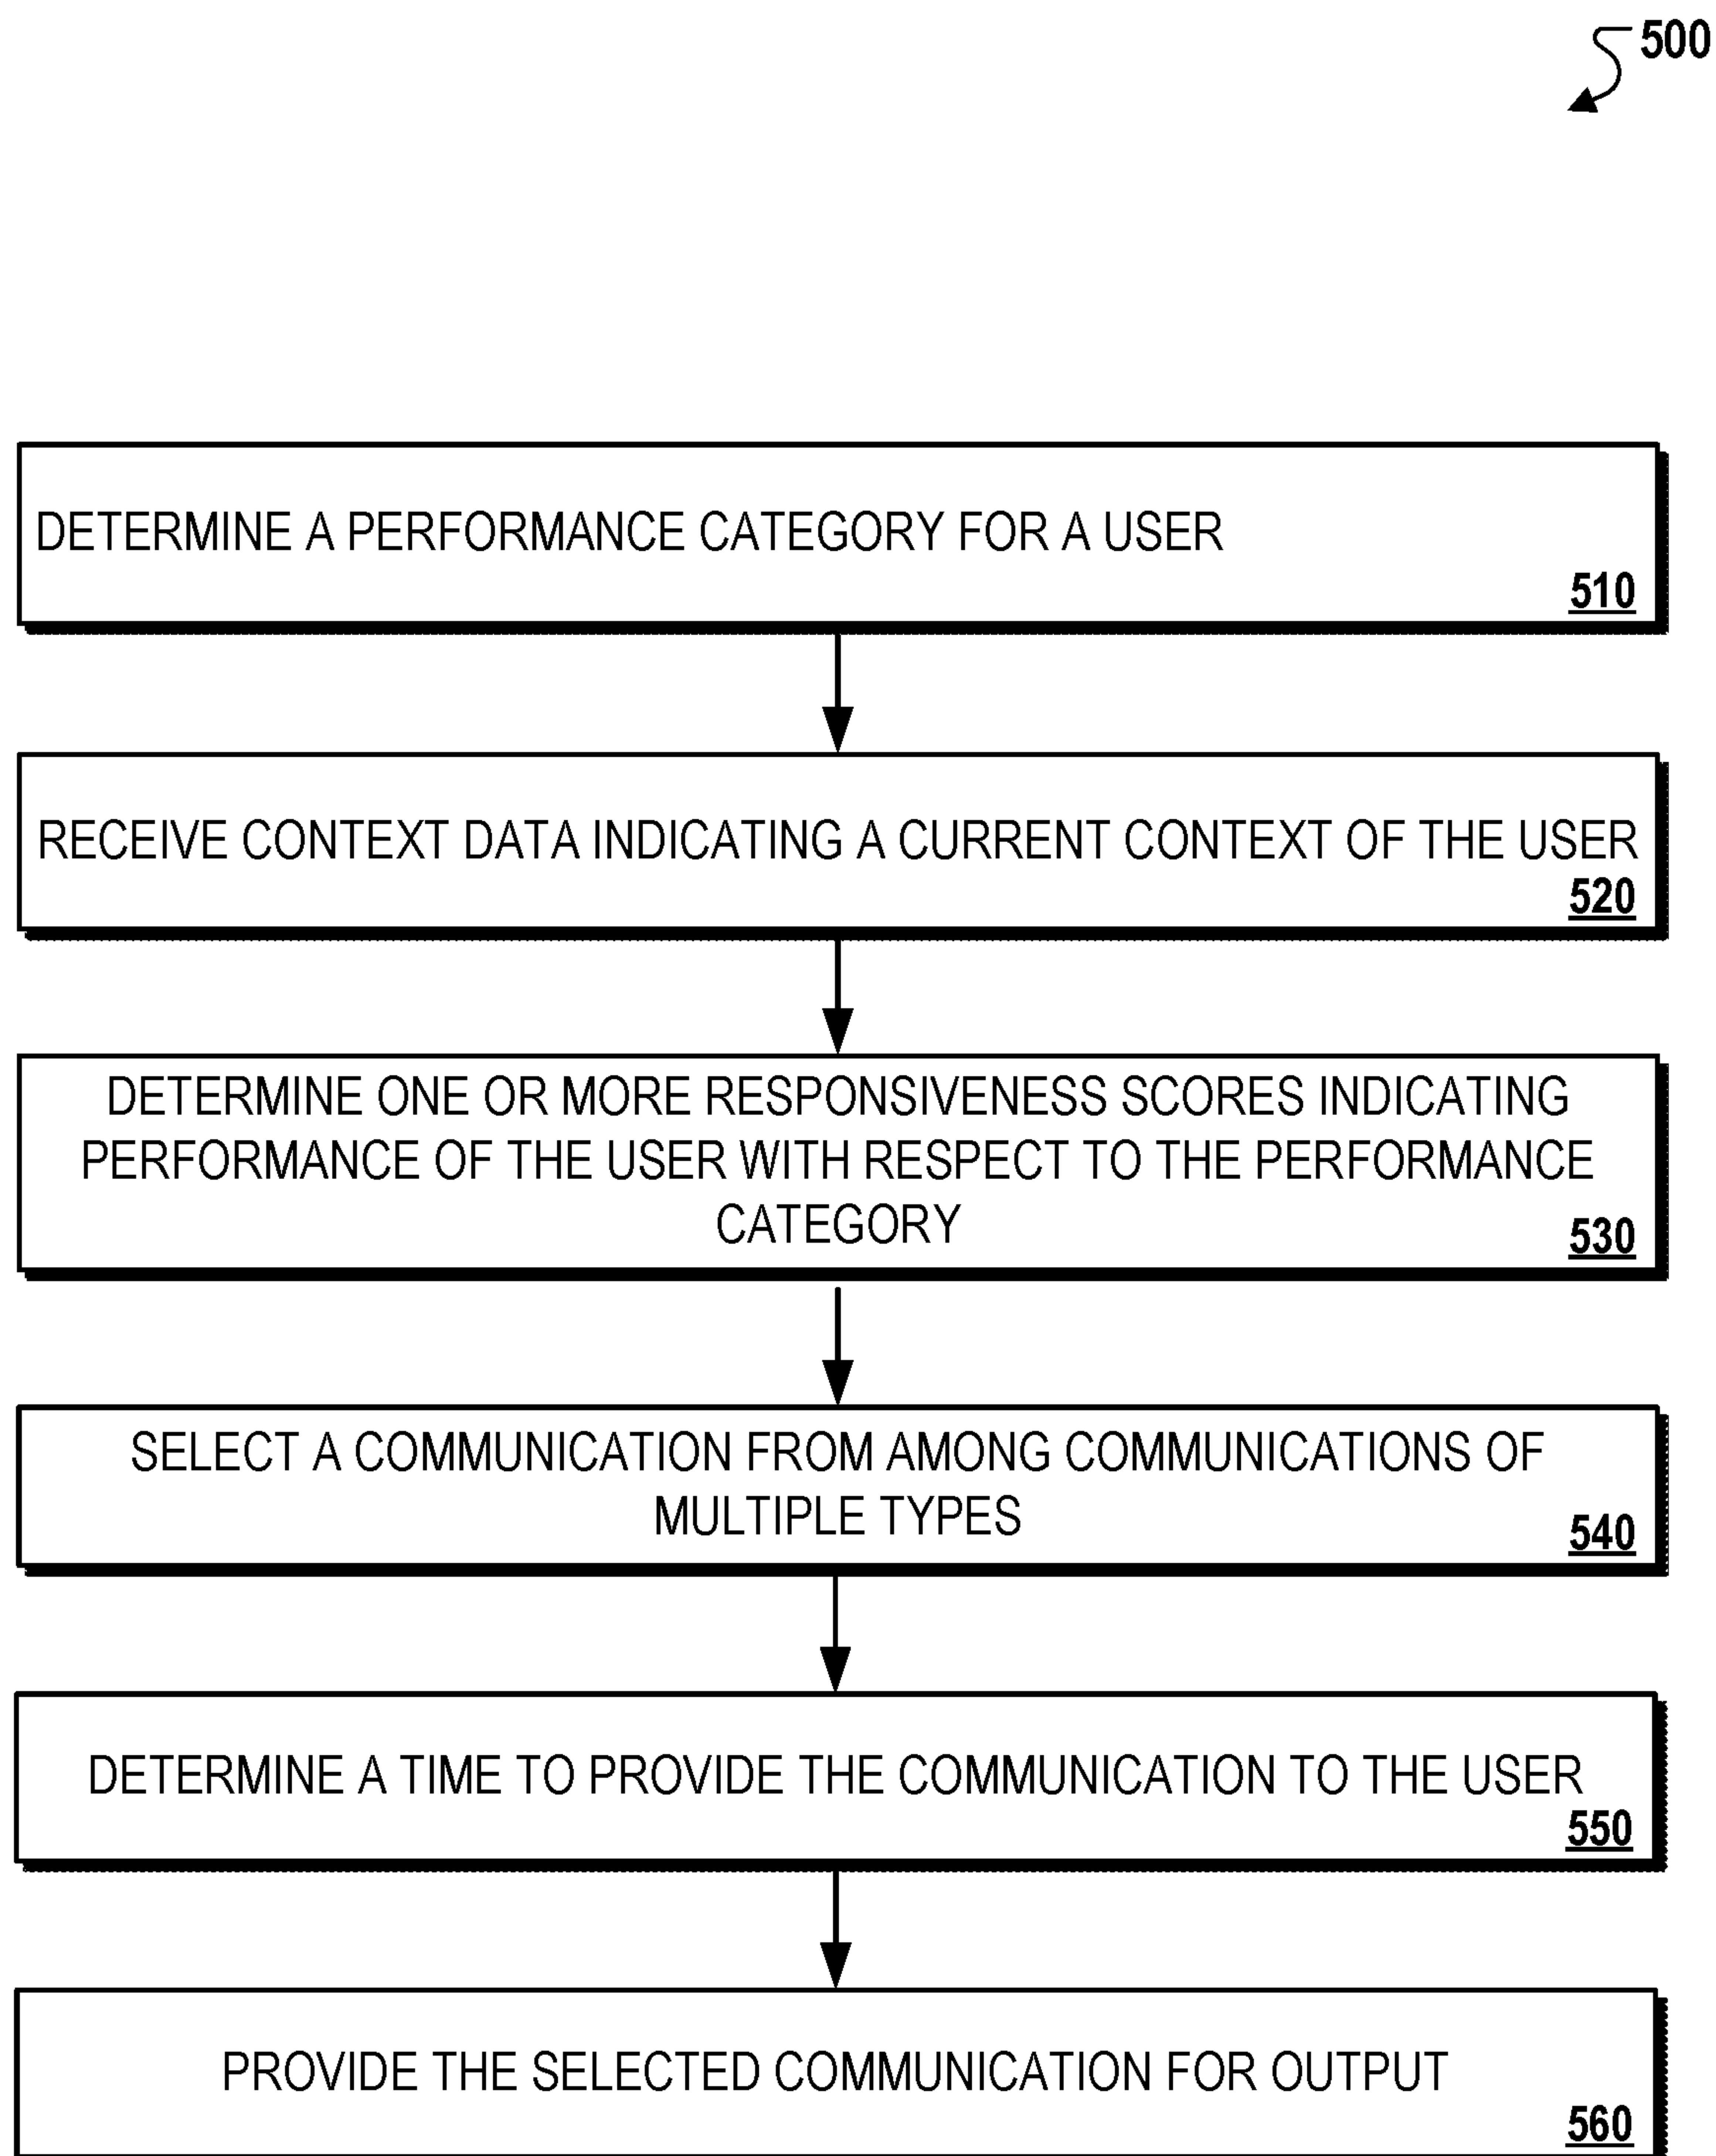 500
DETERMINE A PERFORMANCE CATEGORY FOR A USER
510
RECEIVE CONTEXT DATA INDICATING A CURRENT CONTEXT OF THE USER
520
DETERMINE ONE OR MORE RESPONSIVENESS SCORES INDICATING
PERFORMANCE OF THE USER WITH RESPECT TO THE PERFORMANCE
CATEGORY
530
SELECT A COMMUNICATION FROM AMONG COMMUNICATIONS OF
MULTIPLE TYPES
540
DETERMINE A TIME TO PROVIDE THE COMMUNICATION TO THE USER
550
PROVIDE THE SELECTED COMMUNICATION FOR OUTPUT
560